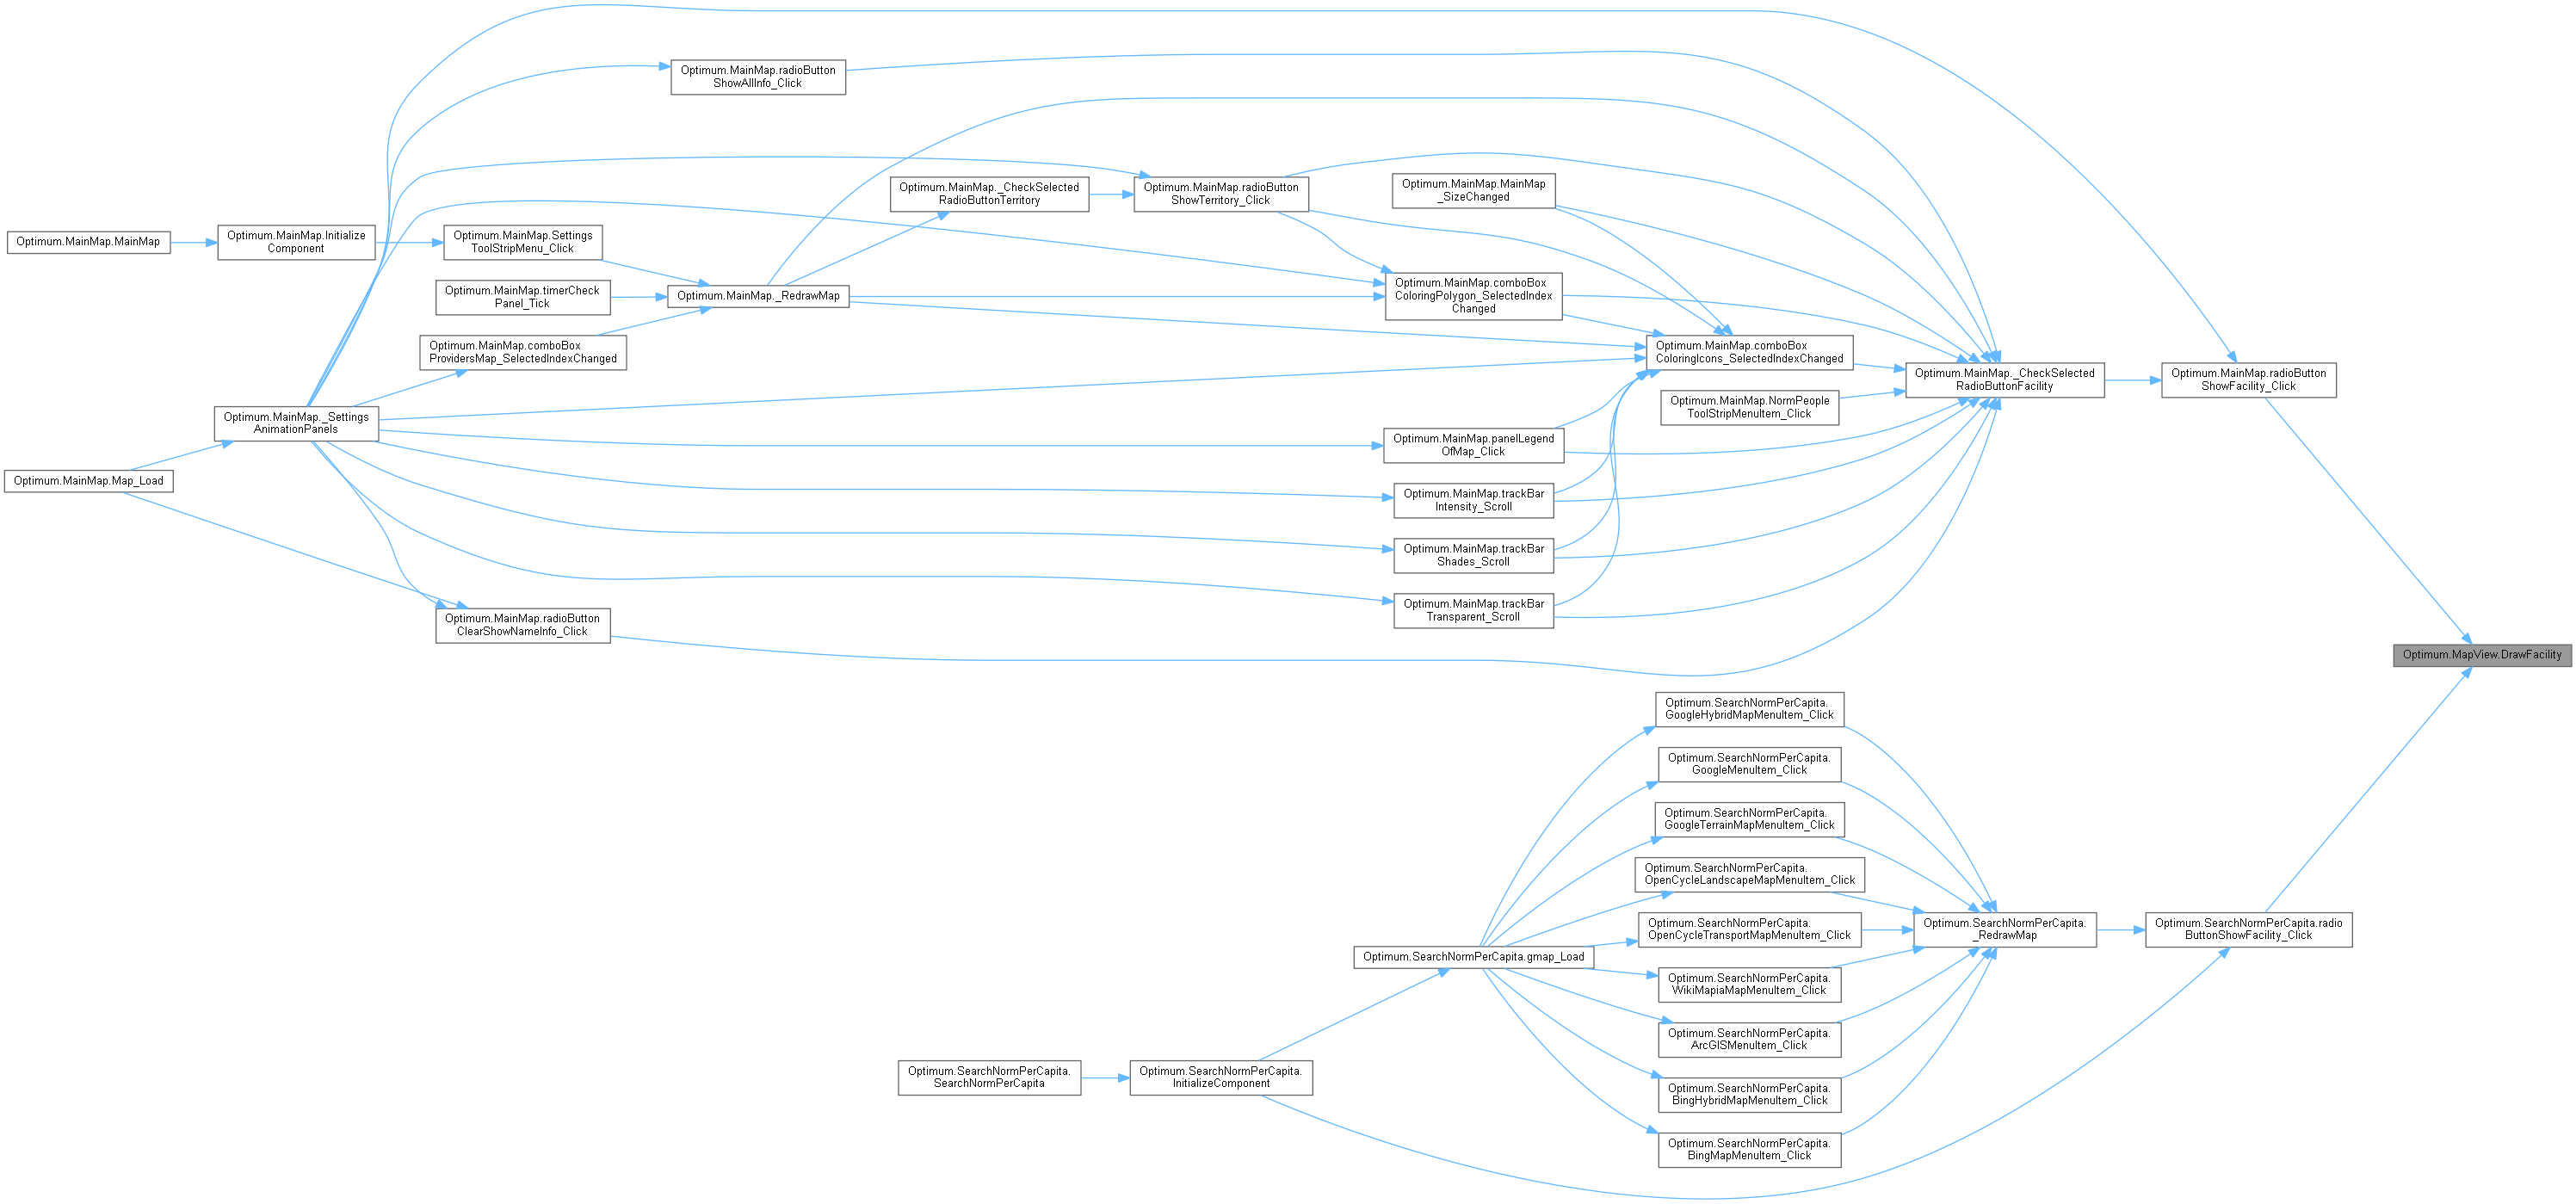 Optimum.MainMap.radioButton
ShowAllInfo_Click
Optimum.MainMap._CheckSelected
RadioButtonTerritory
Optimum.MainMap.radioButton
ShowTerritory_Click
Optimum.MainMap.MainMap
_SizeChanged
Optimum.MainMap.MainMap
Optimum.MainMap.Initialize
Component
Optimum.MainMap.Settings
ToolStripMenu_Click
Optimum.MainMap.timerCheck
Panel_Tick
Optimum.MainMap._RedrawMap
Optimum.MainMap.comboBox
ColoringPolygon_SelectedIndex
Changed
Optimum.MainMap.comboBox
ProvidersMap_SelectedIndexChanged
Optimum.MainMap.comboBox
ColoringIcons_SelectedIndexChanged
Optimum.MainMap._CheckSelected
RadioButtonFacility
Optimum.MainMap.radioButton
ShowFacility_Click
Optimum.MainMap.NormPeople
ToolStripMenuItem_Click
Optimum.MainMap._Settings
AnimationPanels
Optimum.MainMap.panelLegend
OfMap_Click
Optimum.MainMap.Map_Load
Optimum.MainMap.trackBar
Intensity_Scroll
Optimum.MainMap.trackBar
Shades_Scroll
Optimum.MainMap.trackBar
Transparent_Scroll
Optimum.MainMap.radioButton
ClearShowNameInfo_Click
Optimum.MapView.DrawFacility
Optimum.SearchNormPerCapita.
GoogleHybridMapMenuItem_Click
Optimum.SearchNormPerCapita.
GoogleMenuItem_Click
Optimum.SearchNormPerCapita.
GoogleTerrainMapMenuItem_Click
Optimum.SearchNormPerCapita.
OpenCycleLandscapeMapMenuItem_Click
Optimum.SearchNormPerCapita.
OpenCycleTransportMapMenuItem_Click
Optimum.SearchNormPerCapita.
_RedrawMap
Optimum.SearchNormPerCapita.radio
ButtonShowFacility_Click
Optimum.SearchNormPerCapita.gmap_Load
Optimum.SearchNormPerCapita.
WikiMapiaMapMenuItem_Click
Optimum.SearchNormPerCapita.
ArcGISMenuItem_Click
Optimum.SearchNormPerCapita.
SearchNormPerCapita
Optimum.SearchNormPerCapita.
InitializeComponent
Optimum.SearchNormPerCapita.
BingHybridMapMenuItem_Click
Optimum.SearchNormPerCapita.
BingMapMenuItem_Click